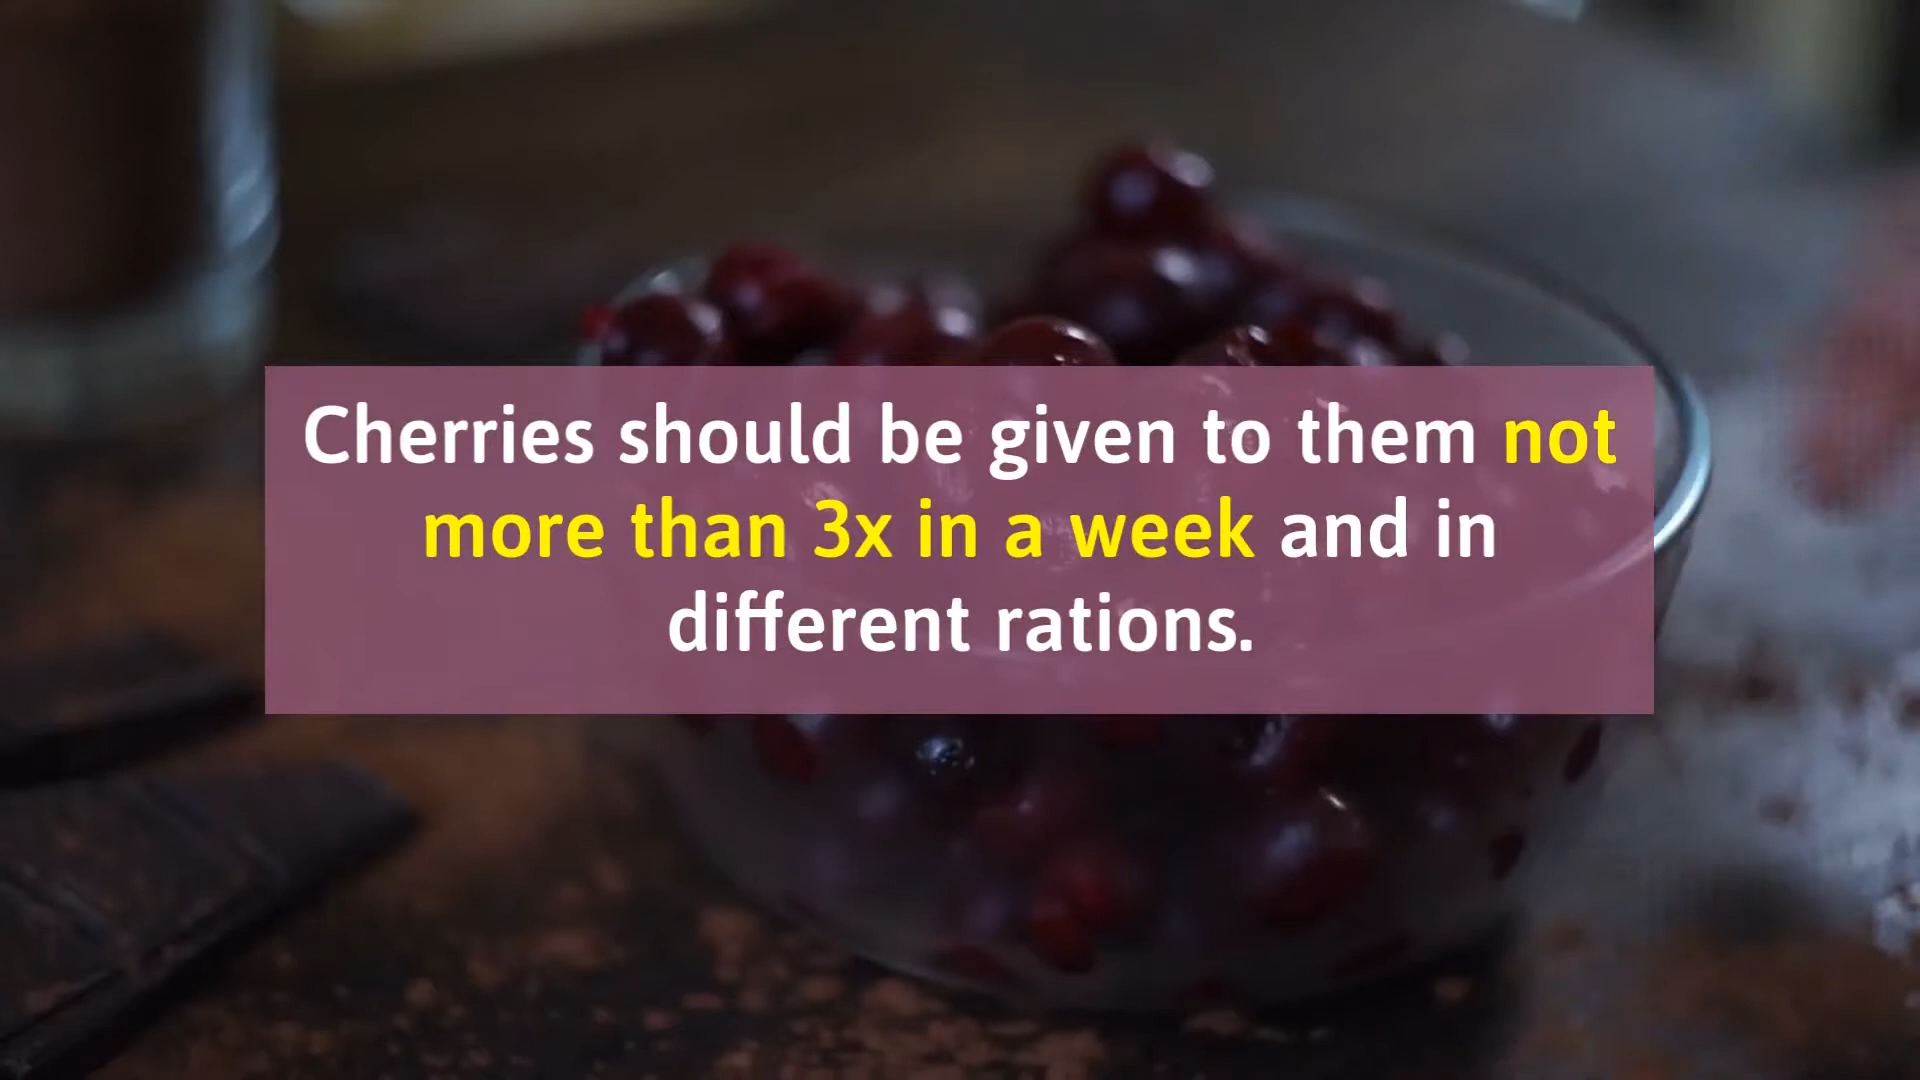 Cherries should be given to them not
more than 3x in a week and in
different rations.